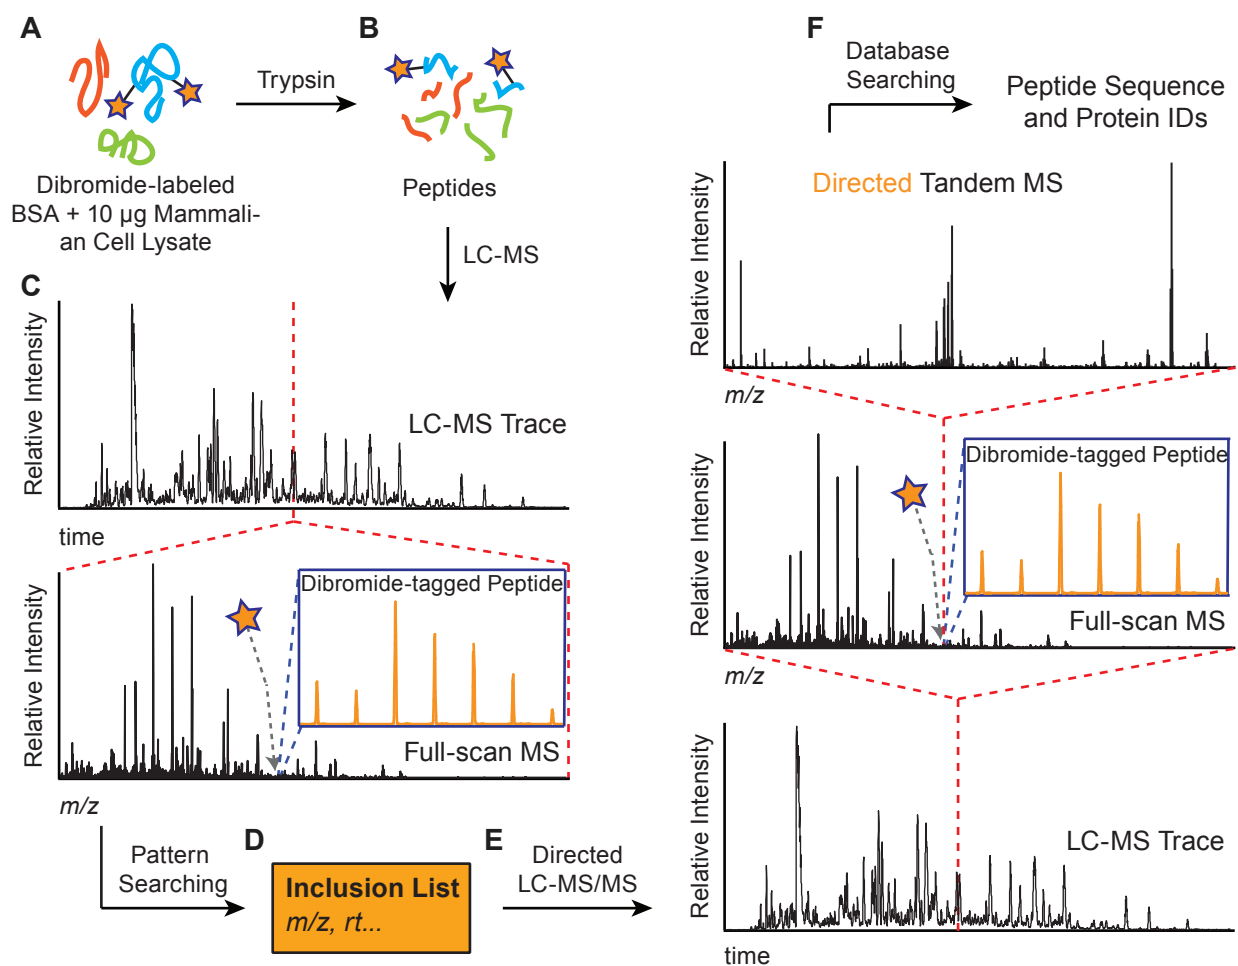 A
Trypsin
Dibromide-labeled
BSA + 10 µg Mammali-
an Cell Lysate
B
Peptides
LC-MS
C
Relative Intensity
LC-MS Trace
time
Relative Intensity
Dibromide-tagged Peptide
Full-scan MS
m/z
Pattern
Searching
D
Inclusion List
m/z, rt...
E
Directed
LC-MS/MS
F
Database
Searching
Peptide Sequence
and Protein IDs
Relative Intensity
Directed Tandem MS
m/z
Relative Intensity
Dibromide-tagged Peptide
Full-scan MS
m/z
Relative Intensity
LC-MS Trace
time